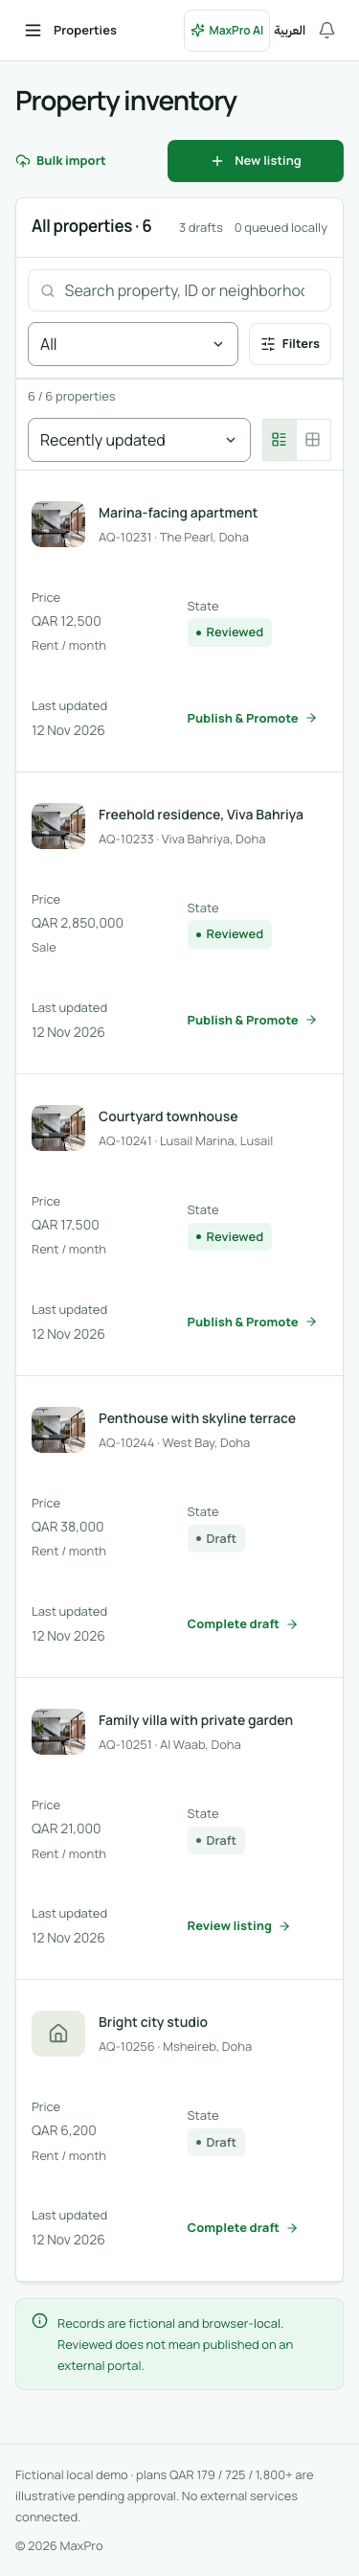 Properties
MaxPro AI
العربية
Property inventory
Bulk import
New listing
All properties · 6
3 drafts
0 queued locally
Search property, ID or neighborhoo
All
Filters
6 / 6 properties
Recently updated
Marina-facing apartment
AQ-10231 · The Pearl, Doha
Price
QAR 12,500
Rent / month
State
Reviewed
Last updated
12 Nov 2026
Publish & Promote
Freehold residence, Viva Bahriya
AQ-10233 · Viva Bahriya, Doha
Price
QAR 2,850,000
Sale
State
Reviewed
Last updated
12 Nov 2026
Publish & Promote
Courtyard townhouse
AQ-10241 · Lusail Marina, Lusail
Price
QAR 17,500
Rent / month
State
Reviewed
Last updated
12 Nov 2026
Publish & Promote
Penthouse with skyline terrace
AQ-10244 · West Bay, Doha
Price
QAR 38,000
Rent / month
State
Draft
Last updated
12 Nov 2026
Complete draft
Family villa with private garden
AQ-10251 · Al Waab, Doha
Price
QAR 21,000
Rent / month
State
Draft
Last updated
12 Nov 2026
Review listing
Bright city studio
AQ-10256 · Msheireb, Doha
Price
QAR 6,200
Rent / month
State
Draft
Last updated
12 Nov 2026
Complete draft
Records are fictional and browser-local.
Reviewed does not mean published on an
external portal.
Fictional local demo · plans QAR 179 / 725 / 1,800+ are
illustrative pending approval. No external services
connected.
© 2026 MaxPro